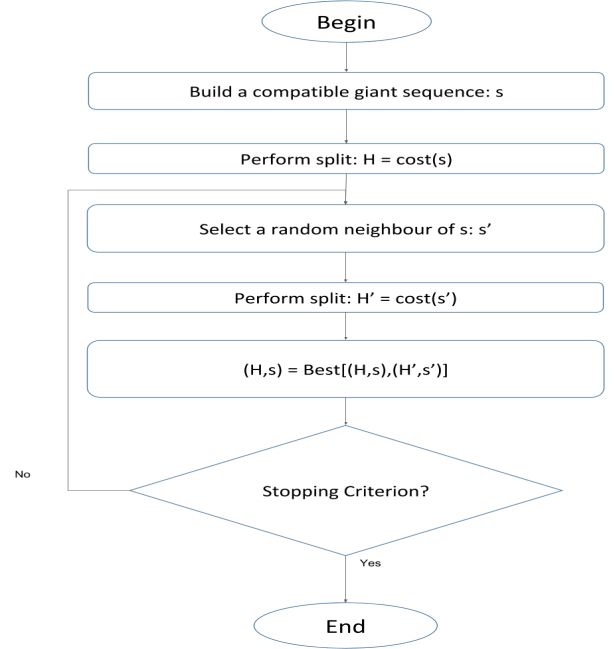 Begin
Build a compatible giant sequence: s
Perform split: H = cost(s)
Select a random neighbour of s: s’
Perform split: H’ = cost(s’)
(H,s) = Best[(H,s),(H’,s’)]
No
Stopping Criterion?
Yes
End